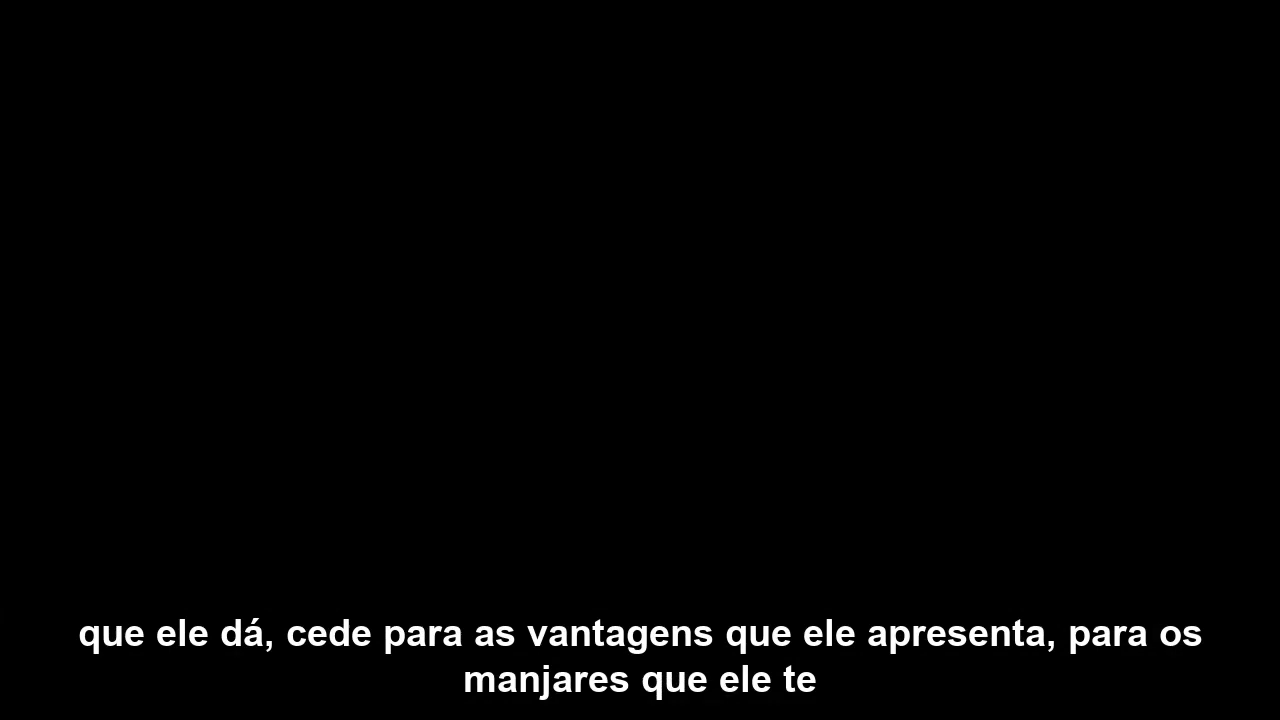 que ele dá, cede para as vantagens que ele apresenta, para os
manjares que ele te